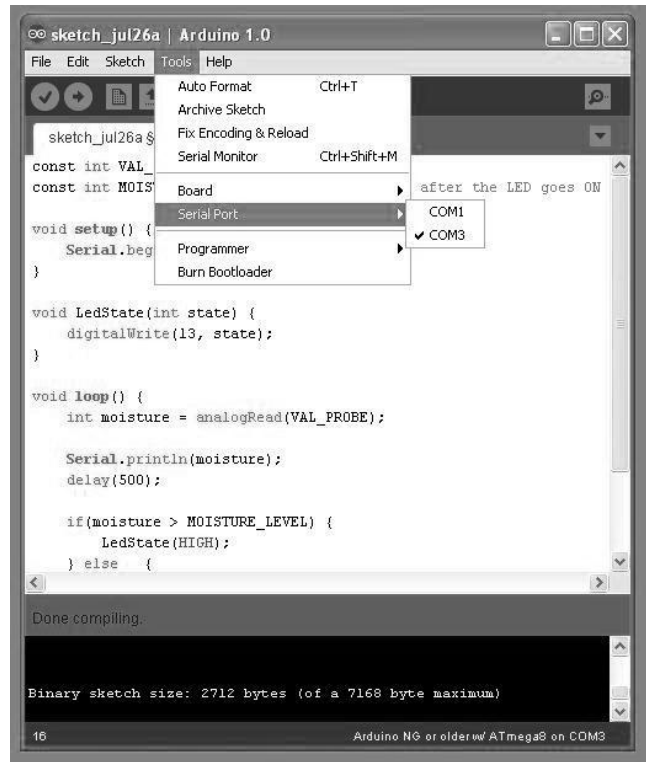 sketch_jul26a | Arduino 1.0
File Edit Sketch Tools Help
Auto Format Ctrl+T
Archive Sketch
sketch_jul26a §
Fix Encoding & Reload
Serial Monitor Ctrl+Shift+M
const int VAL_
const int MOIS
Board
after the LED goes ON
Serial Port
COM1
COM3
void setup() {
Serial.beg
Programmer
Burn Bootloader
}
void LedState(int state) {
digitalWrite(13, state);
}
void loop() {
int moisture = analogRead(VAL_PROBE);
Serial.println(moisture);
delay(500);
if(moisture > MOISTURE_LEVEL) {
LedState(HIGH);
} else {
Done compiling.
Binary sketch size: 2712 bytes (of a 7168 byte maximum)
16 Arduino NG or older w/ ATmega8 on COM3